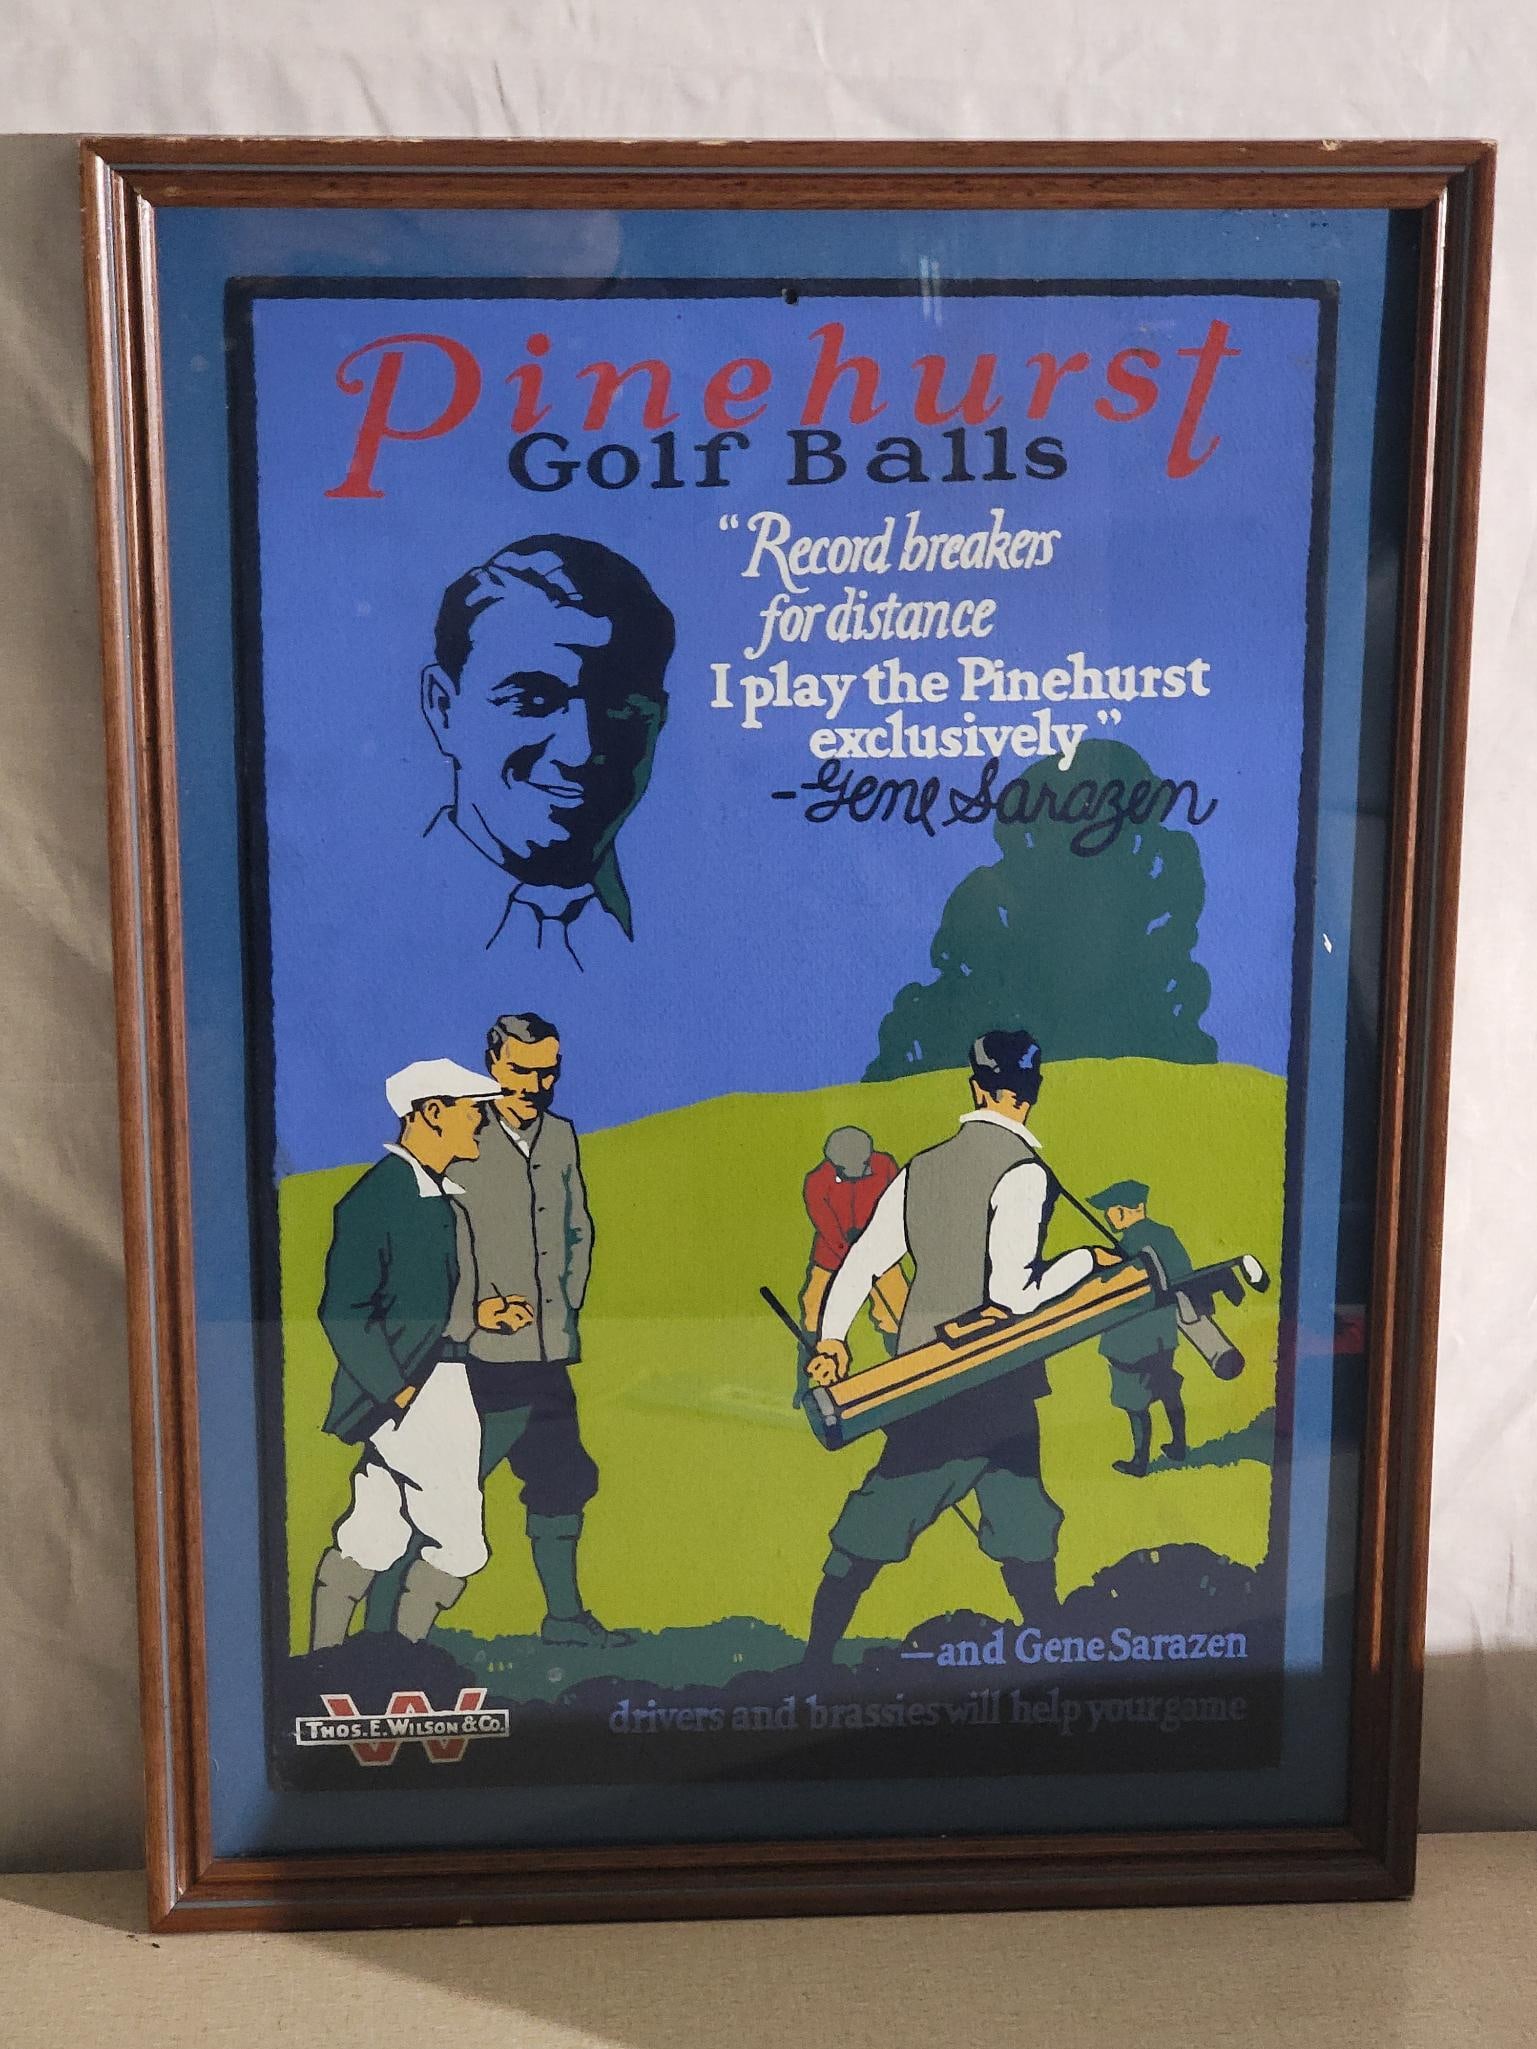 Pinehurst
Golf Balls
"Record breakers
for distance
I play the Pinehurst
exclusively"
-Gene Sarazen
—and Gene Sarazen
drivers and brassies will help your game
W
THOS. E. WILSON & CO.